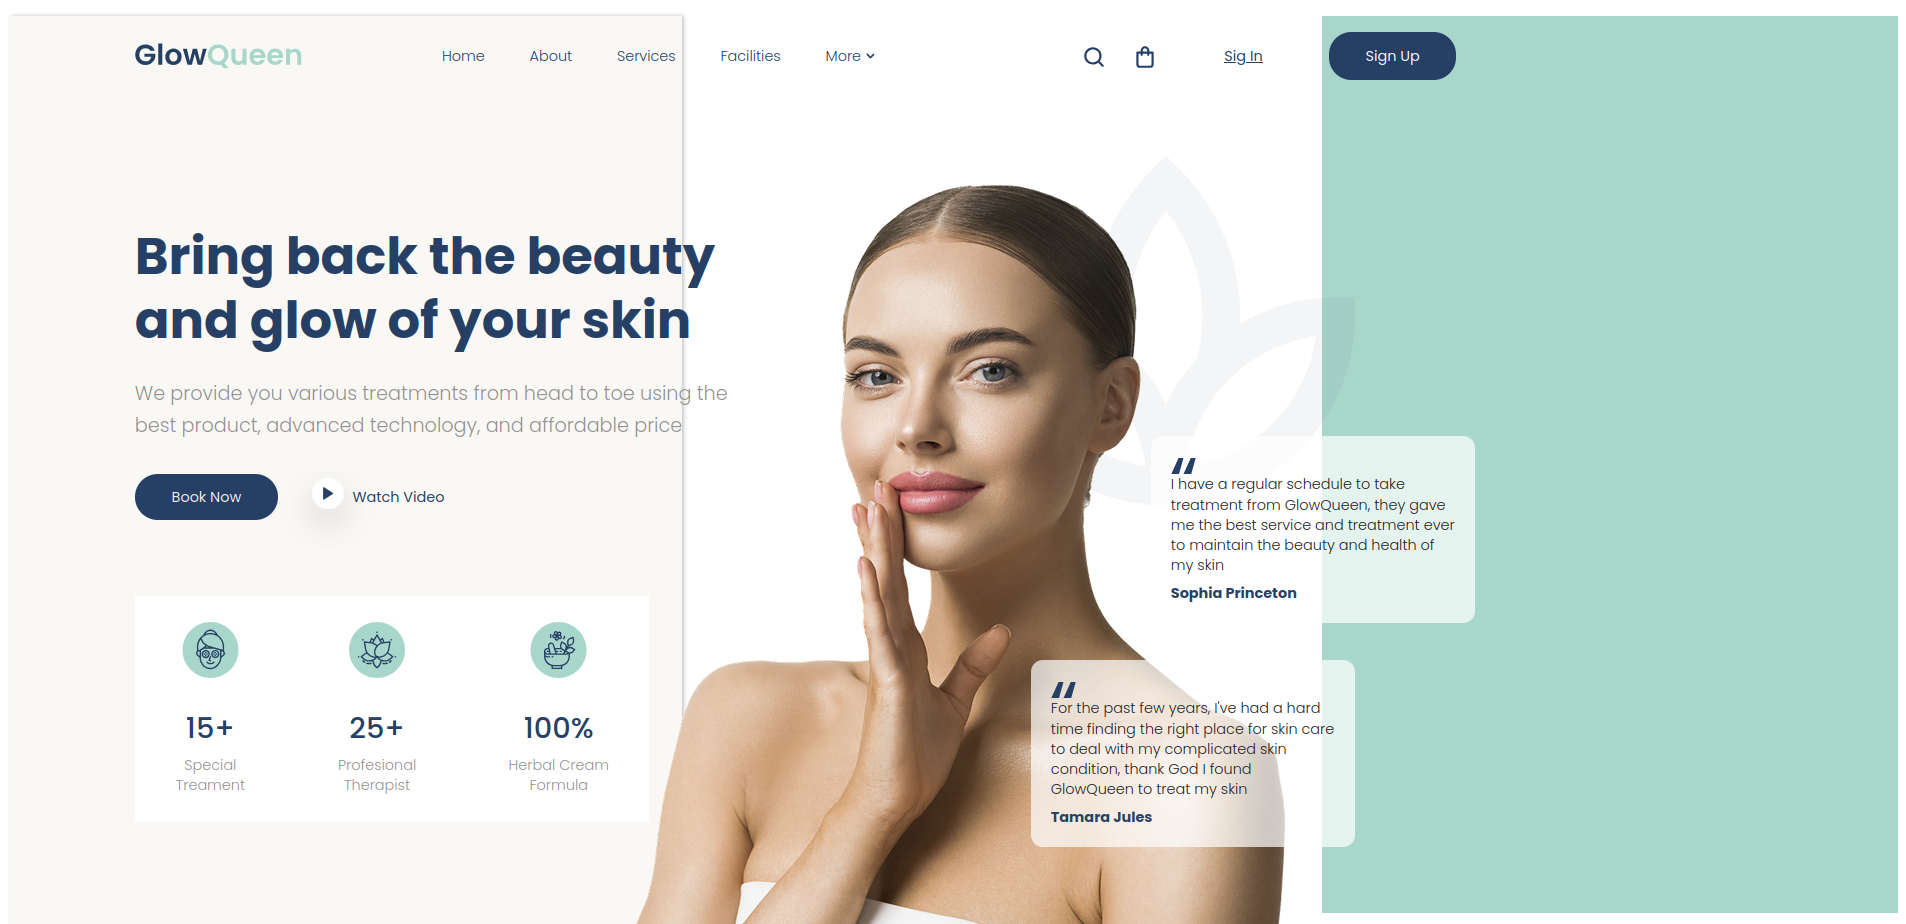 GlowQueen
Home
About
Services
Facilities
More
Sig In
Sign Up
Bring back the beauty
and glow of your skin
We provide you various treatments from head to toe using the
best product, advanced technology, and affordable price
Book Now
Watch Video
I have a regular schedule to take
treatment from GlowQueen, they gave
me the best service and treatment ever
to maintain the beauty and health of
my skin
Sophia Princeton
15+
Special
Treament
25+
Profesional
Therapist
100%
Herbal Cream
Formula
For the past few years, I've had a hard
time finding the right place for skin care
to deal with my complicated skin
condition, thank God I found
GlowQueen to treat my skin
Tamara Jules